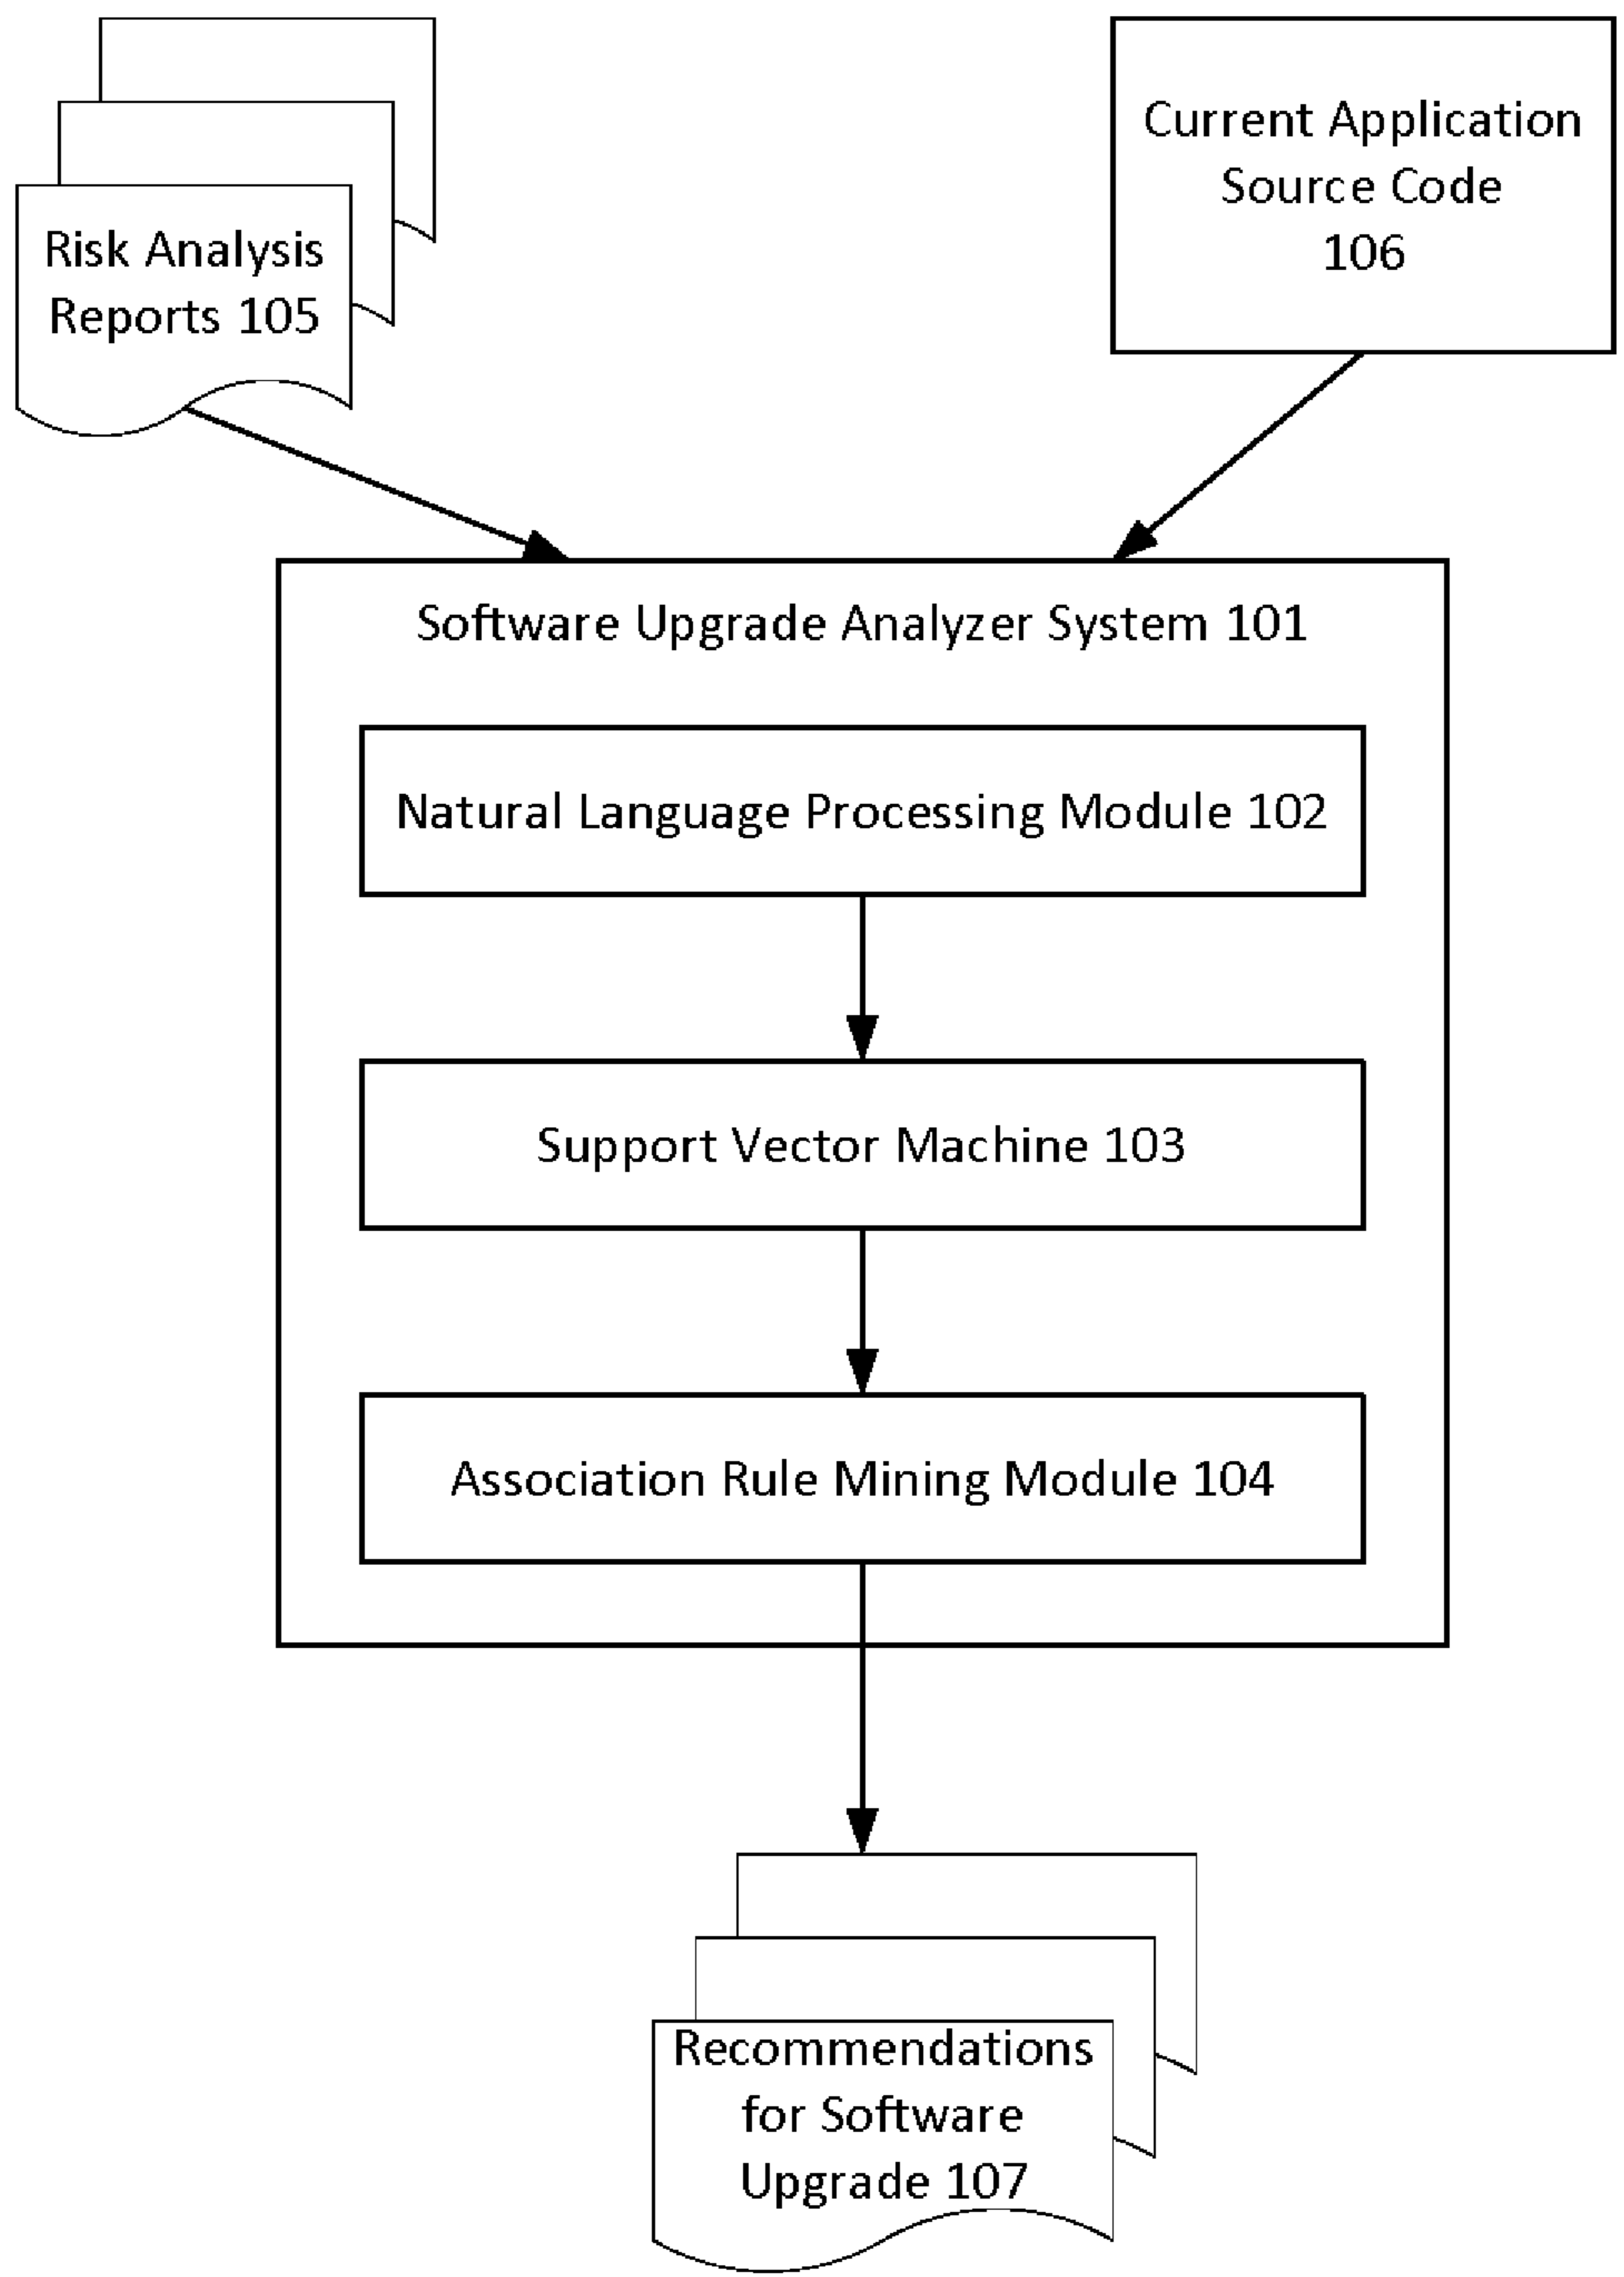 Risk Analysis
Reports 105
Current Application
Source Code
106
Software Upgrade Analyzer System 101
Natural Language Processing Module 102
Support Vector Machine 103
Association Rule Mining Module 104
Recommendations
for Software
Upgrade 107